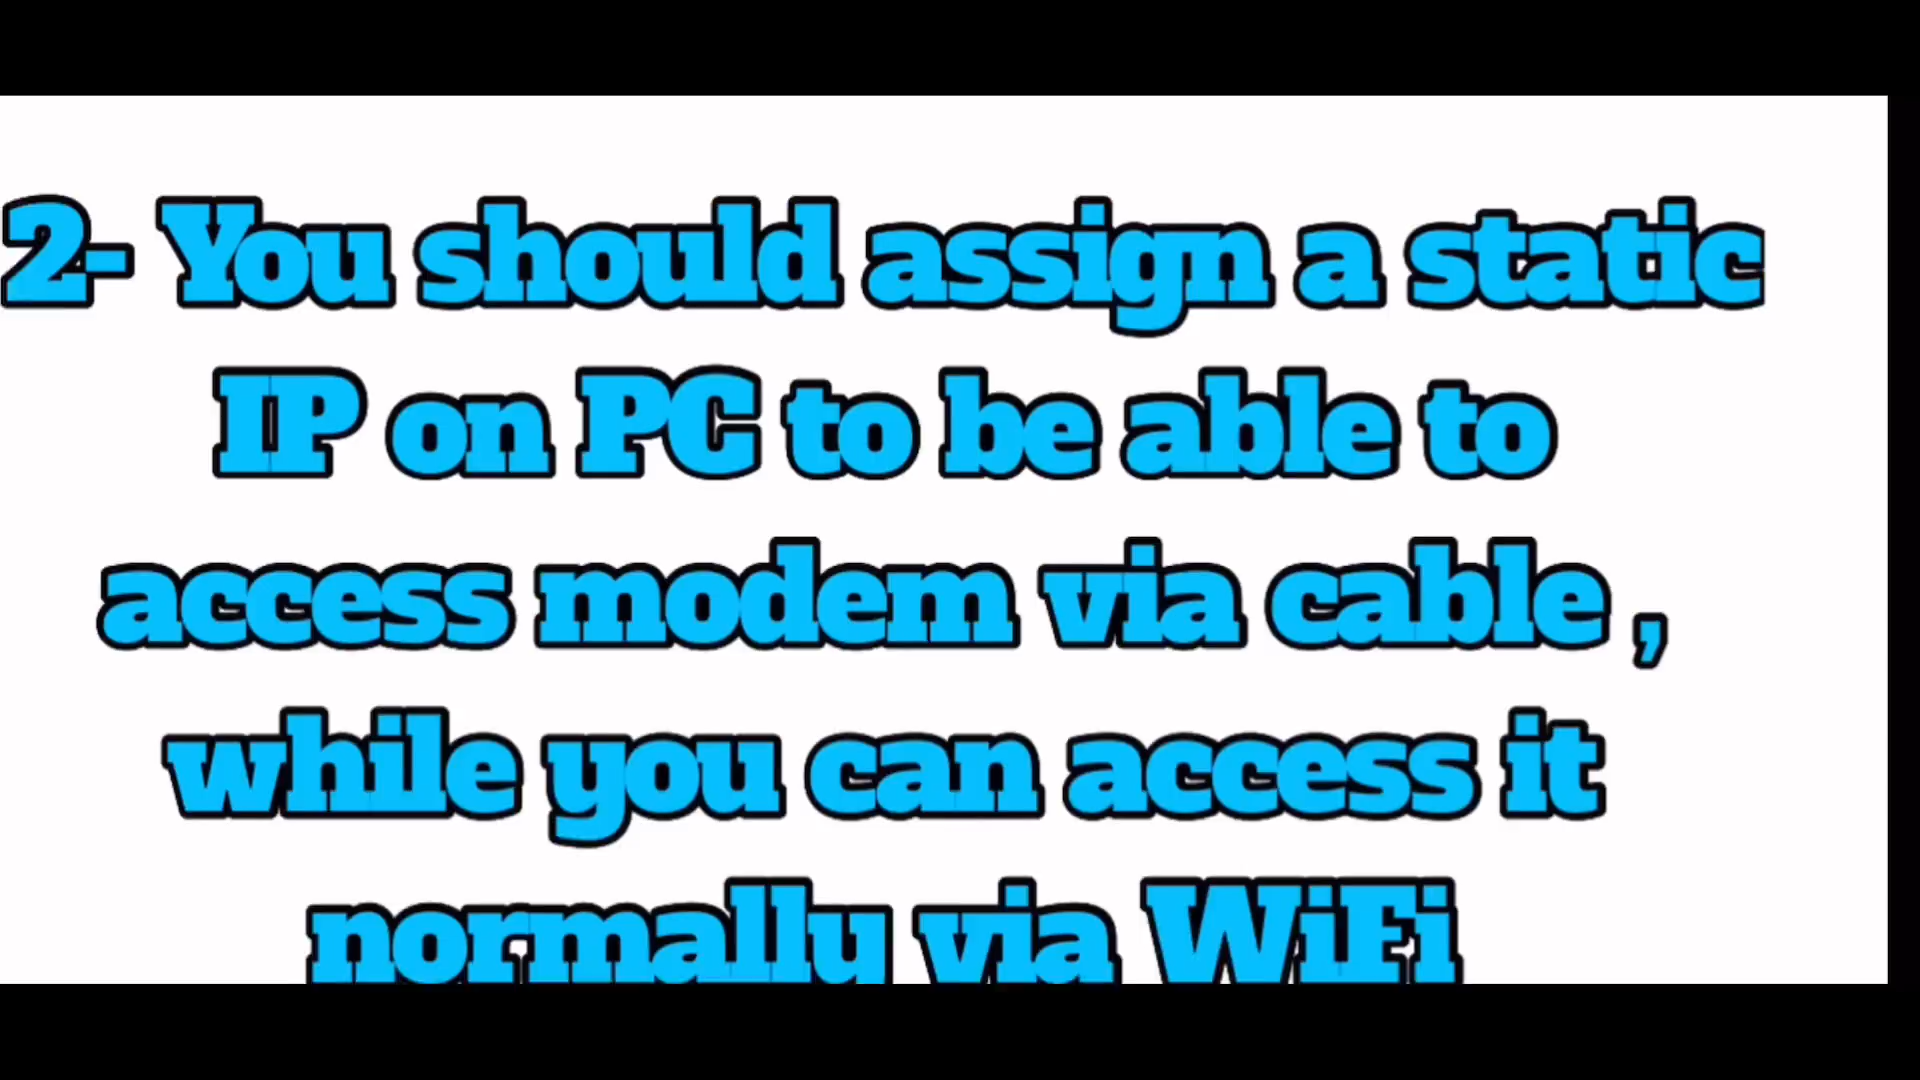 2- You should assign a static
IP on PC to be able to
access modem via cable ,
while you can access it
normally via WiFi